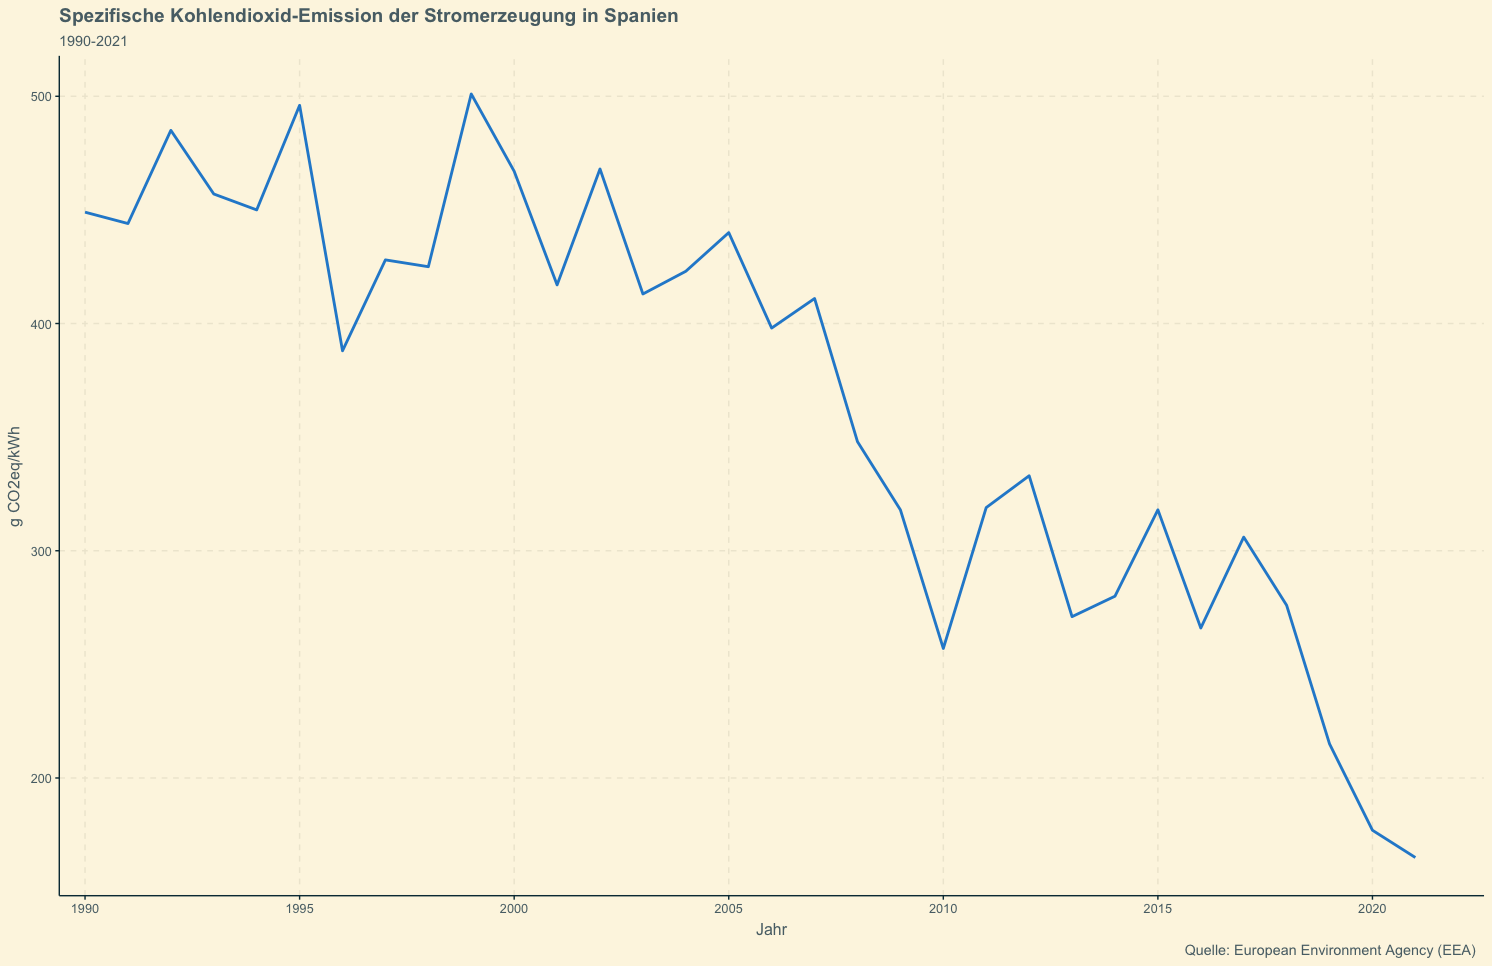 Spezifische Kohlendioxid-Emission der Stromerzeugung in Spanien
1990-2021
500
400
300
200
g CO2eq/kWh
1990 1995 2000 2005 2010 2015 2020
Jahr
Quelle: European Environment Agency (EEA)